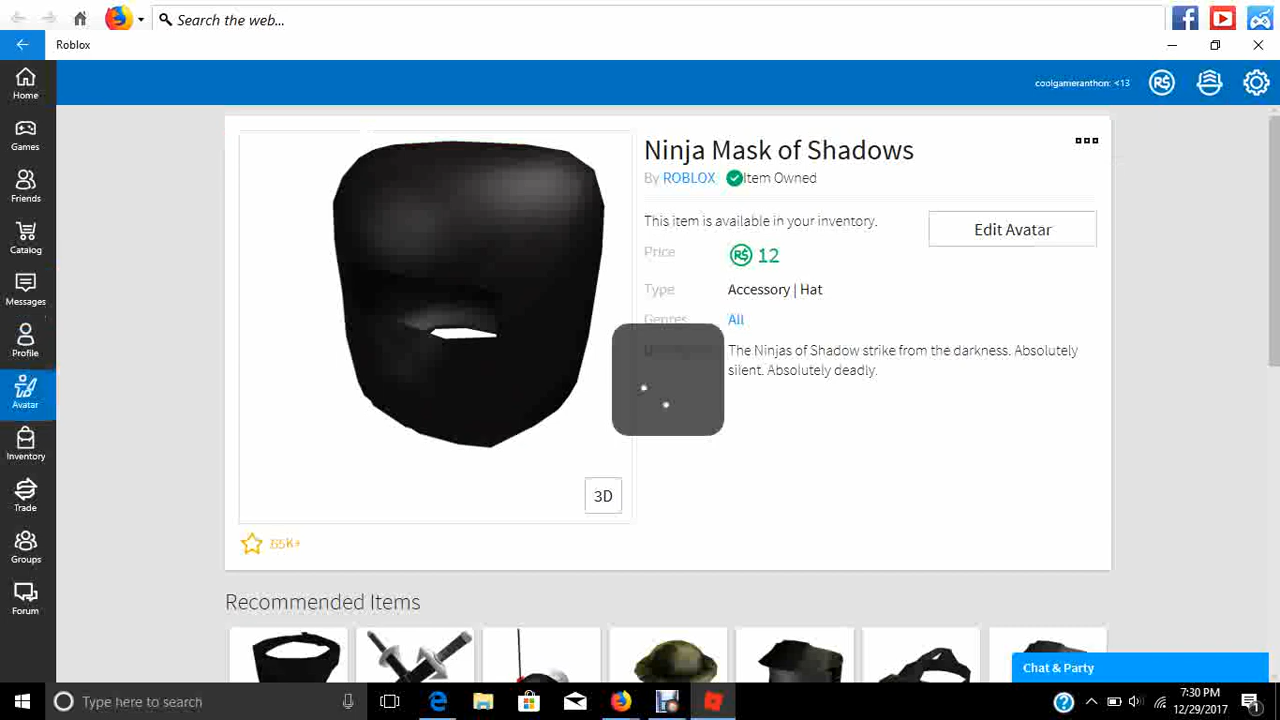 Search the web...
Roblox
coolgameranthon: <13
Home
Games
Friends
Catalog
Messages
Profile
Avatar
Inventory
Trade
Groups
Forum
Ninja Mask of Shadows
By ROBLOX Item Owned
This item is available in your inventory.
Edit Avatar
Price R$ 12
Type Accessory | Hat
Genres All
The Ninjas of Shadow strike from the darkness. Absolutely
silent. Absolutely deadly.
3D
65K+
Recommended Items
Chat & Party
Type here to search
7:30 PM
12/29/2017
1